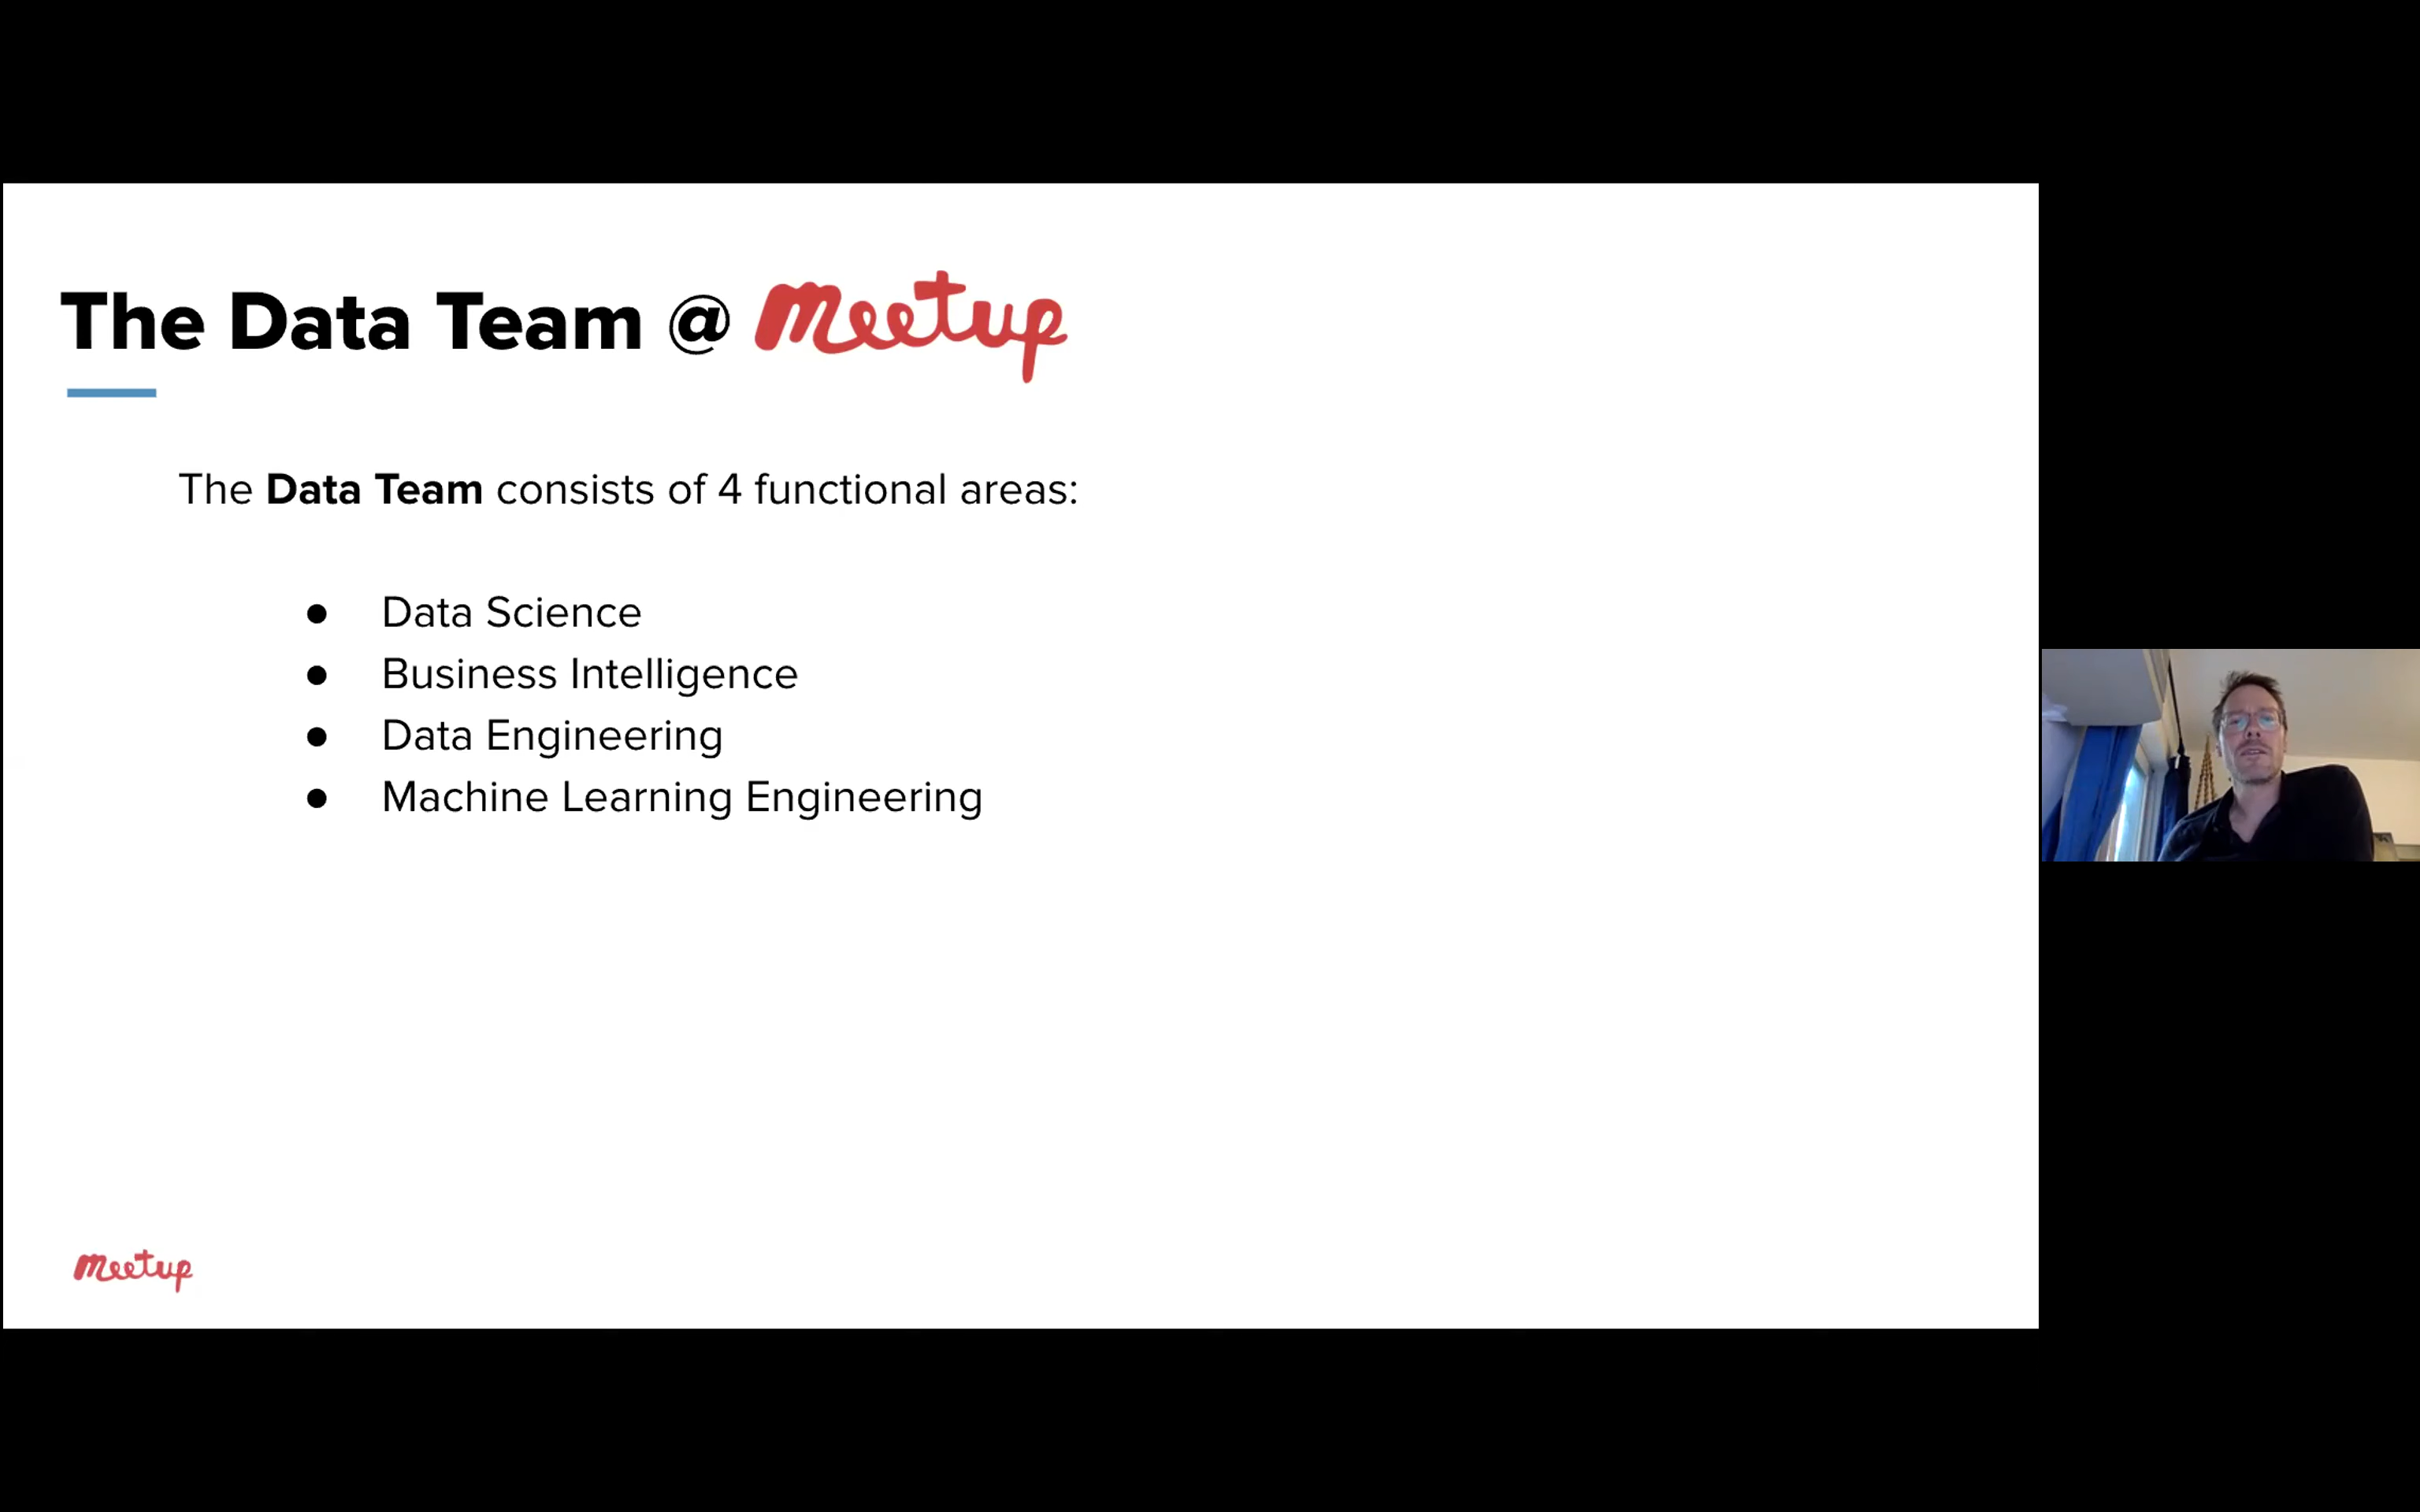 The Data Team @ meetup
The Data Team consists of 4 functional areas:
● Data Science
● Business Intelligence
● Data Engineering
● Machine Learning Engineering
meetup